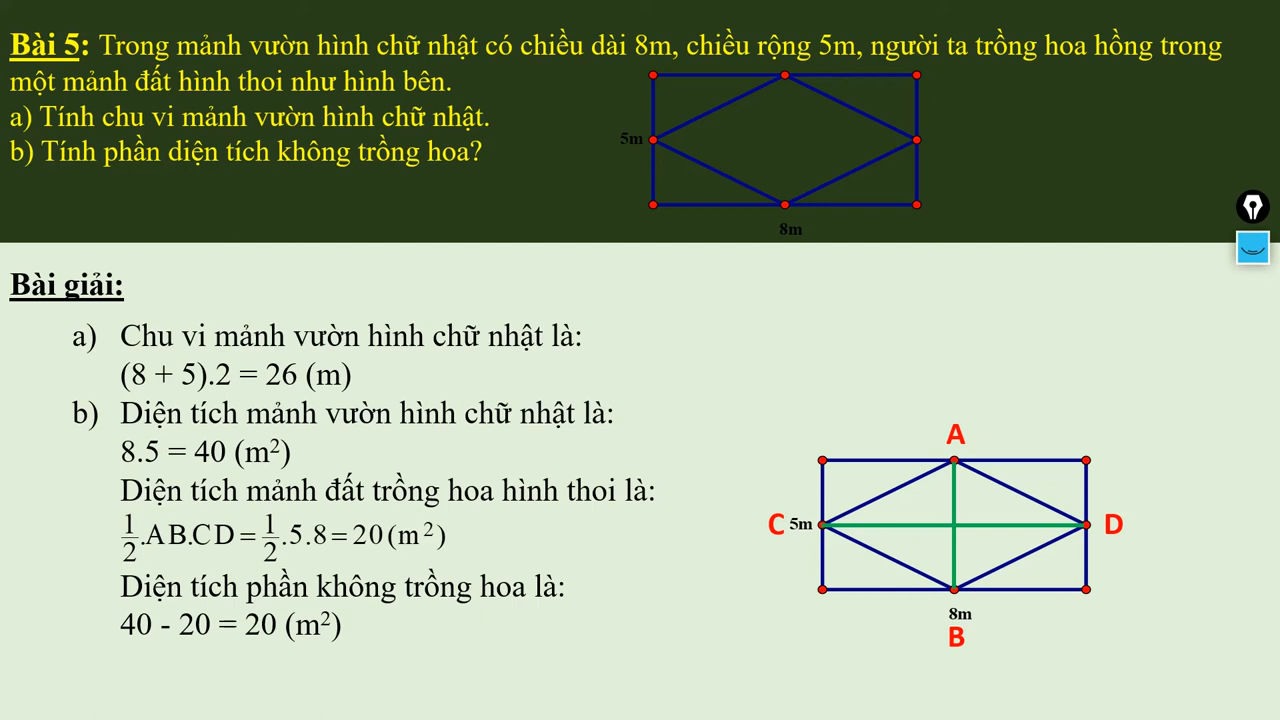 Bài 5: Trong mảnh vườn hình chữ nhật có chiều dài 8m, chiều rộng 5m, người ta trồng hoa hồng trong
một mảnh đất hình thoi như hình bên.
a) Tính chu vi mảnh vườn hình chữ nhật.
b) Tính phần diện tích không trồng hoa?
5m
8m
Bài giải:
a) Chu vi mảnh vườn hình chữ nhật là:
(8 + 5).2 = 26 (m)
b) Diện tích mảnh vườn hình chữ nhật là:
8.5 = 40 (m²)
Diện tích mảnh đất trồng hoa hình thoi là:
1/2.AB.CD = 1/2.5.8 = 20 (m²)
Diện tích phần không trồng hoa là:
40 - 20 = 20 (m²)
A
C 5m D
8m
B